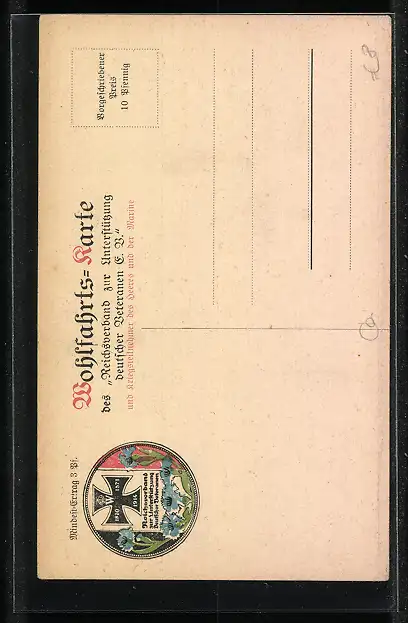 Mindest-Ertrag 3 Pf.
Wohlfahrts-Karte
des „Reichsverband zur Unterstützung
deutscher Veteranen E. V.“
und Kriegsteilnehmer des Heeres und der Marine
Vorgeschriebener
Preis
10 Pfennig
W
1870 1871
1914
Reichsverband
zur Unterstützung
Deutscher Veteranen